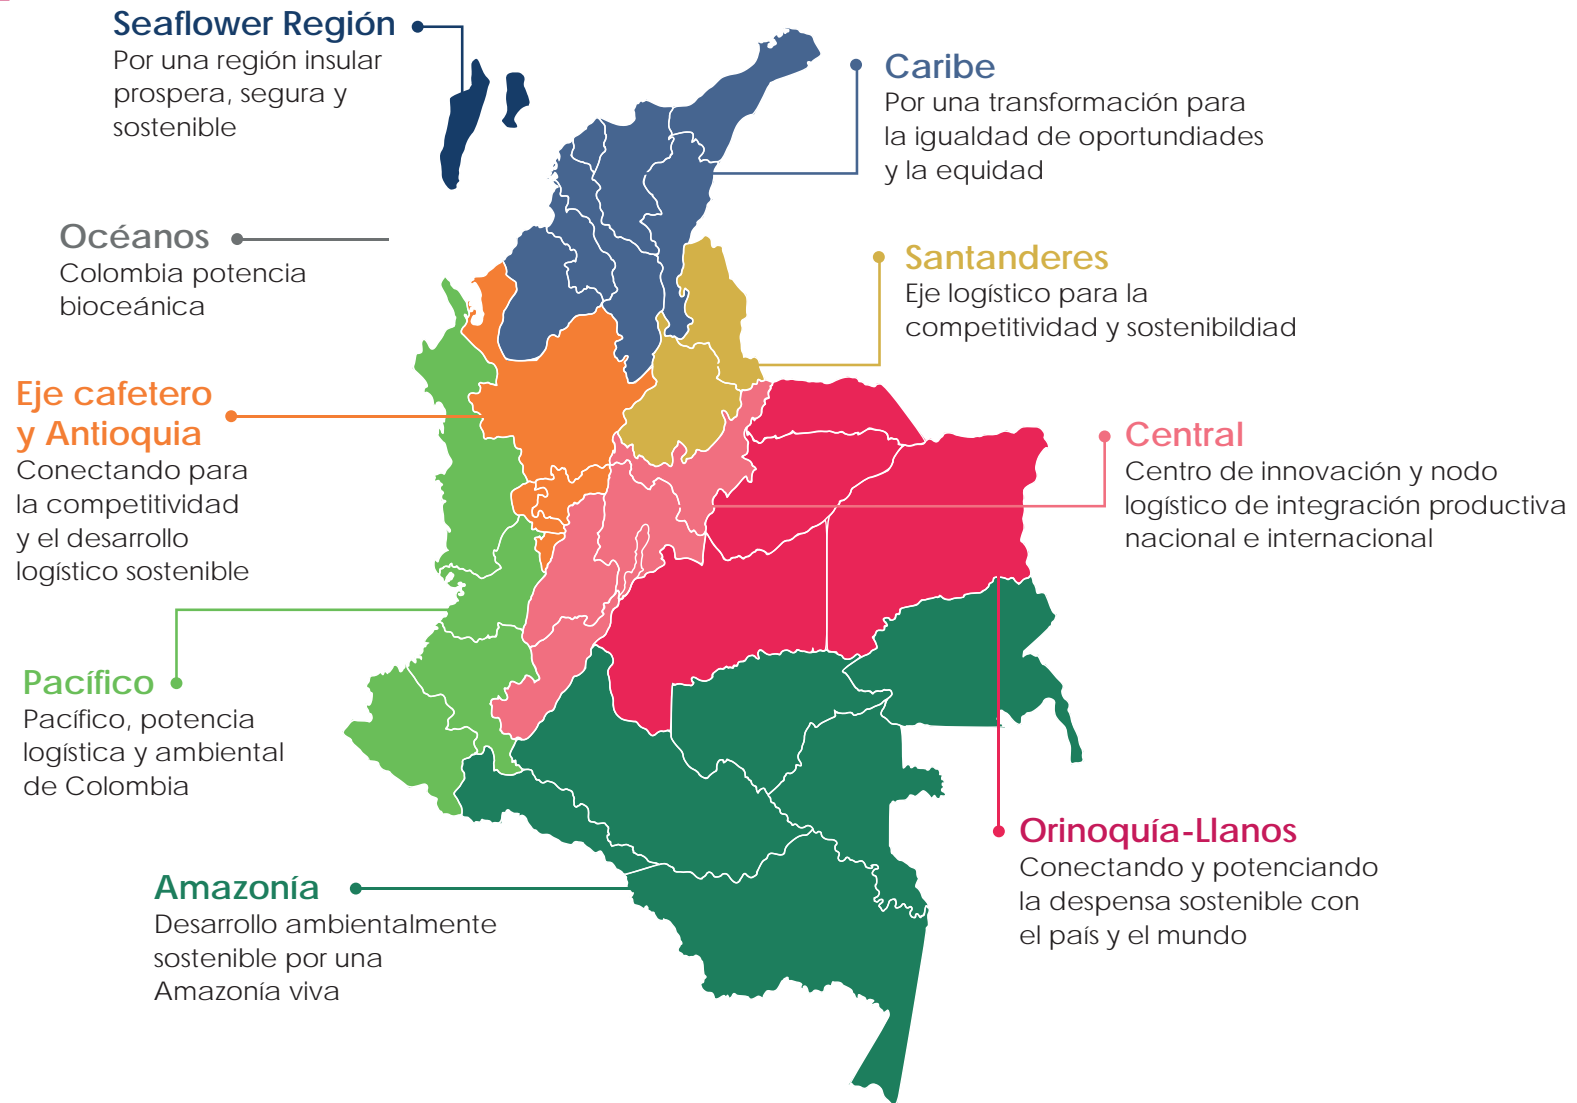 Seaflower Región
Por una región insular
prospera, segura y
sostenible
Caribe
Por una transformación para
la igualdad de oportundiades
y la equidad
Océanos
Colombia potencia
bioceánica
Santanderes
Eje logístico para la
competitividad y sostenibildiad
Eje cafetero
y Antioquia
Conectando para
la competitividad
y el desarrollo
logístico sostenible
Central
Centro de innovación y nodo
logístico de integración productiva
nacional e internacional
Pacífico
Pacífico, potencia
logística y ambiental
de Colombia
Orinoquía-Llanos
Conectando y potenciando
la despensa sostenible con
el país y el mundo
Amazonía
Desarrollo ambientalmente
sostenible por una
Amazonía viva